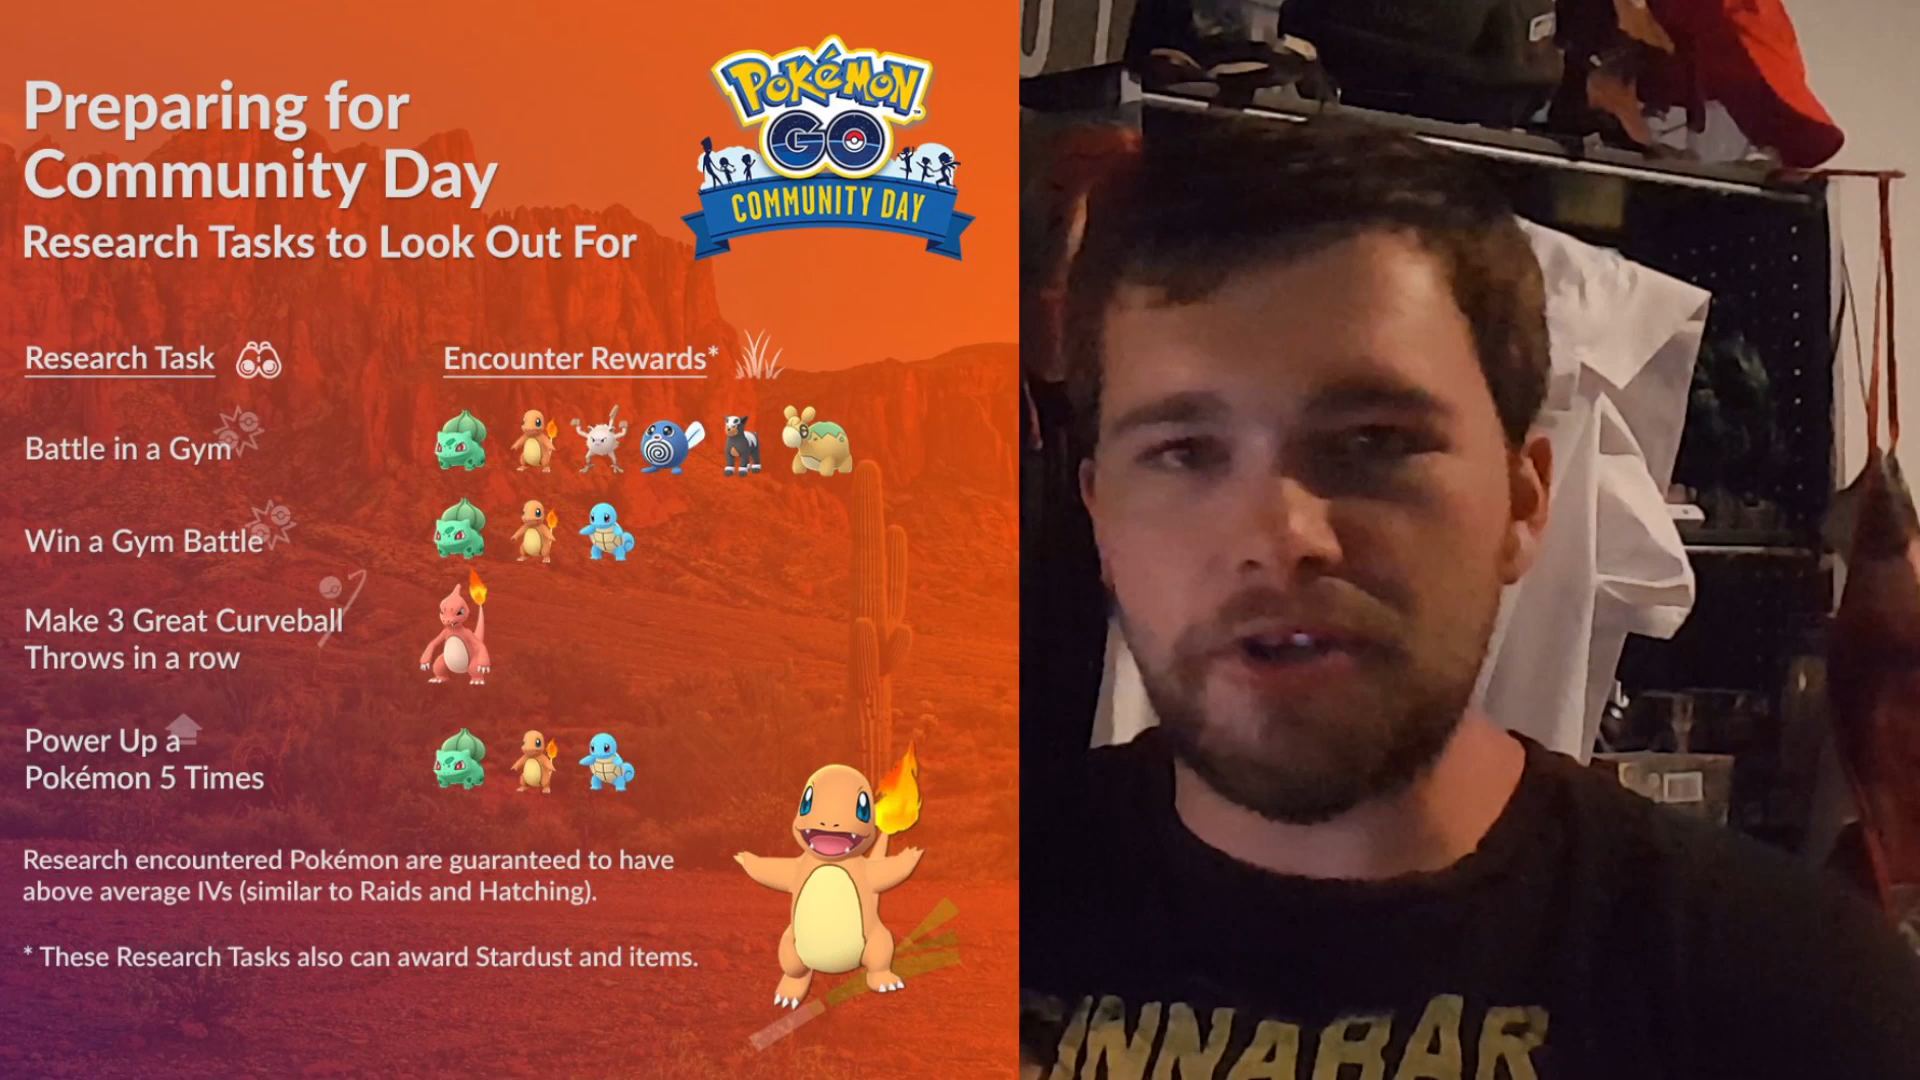 Preparing for
Community Day
Research Tasks to Look Out For
POKéMON
GO
COMMUNITY DAY
Research Task
Encounter Rewards*
Battle in a Gym
Win a Gym Battle
Make 3 Great Curveball
Throws in a row
Power Up a
Pokémon 5 Times
Research encountered Pokémon are guaranteed to have
above average IVs (similar to Raids and Hatching).
* These Research Tasks also can award Stardust and items.
CINNABAR